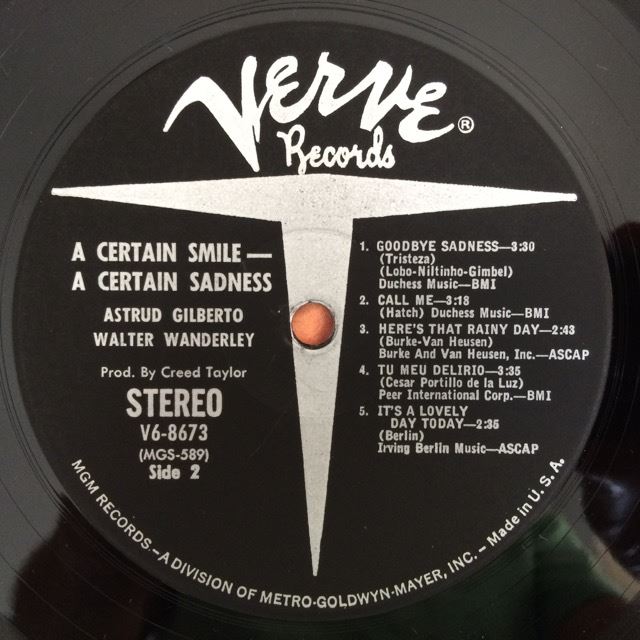 Verve®
Records
A CERTAIN SMILE—
A CERTAIN SADNESS
ASTRUD GILBERTO
WALTER WANDERLEY
Prod. By Creed Taylor
STEREO
V6-8673
(MGS-589)
Side 2
1. GOODBYE SADNESS—3:30
(Tristeza)
(Lobo-Niltinho-Gimbel)
Duchess Music—BMI
2. CALL ME—3:18
(Hatch) Duchess Music—BMI
3. HERE'S THAT RAINY DAY—2:43
(Burke-Van Heusen)
Burke And Van Heusen, Inc.—ASCAP
4. TU MEU DELIRIO—3:35
(Cesar Portillo de la Luz)
Peer International Corp.—BMI
5. IT'S A LOVELY
DAY TODAY—2:35
(Berlin)
Irving Berlin Music—ASCAP
MGM RECORDS—A DIVISION OF METRO-GOLDWYN-MAYER, INC.—Made in U.S.A.